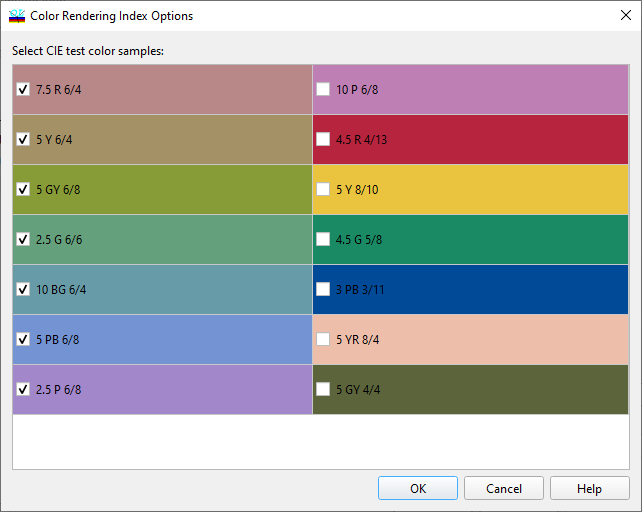 Color Rendering Index Options
Select CIE test color samples:
7.5 R 6/4
10 P 6/8
5 Y 6/4
4.5 R 4/13
5 GY 6/8
5 Y 8/10
2.5 G 6/6
4.5 G 5/8
10 BG 6/4
3 PB 3/11
5 PB 6/8
5 YR 8/4
2.5 P 6/8
5 GY 4/4
OK
Cancel
Help